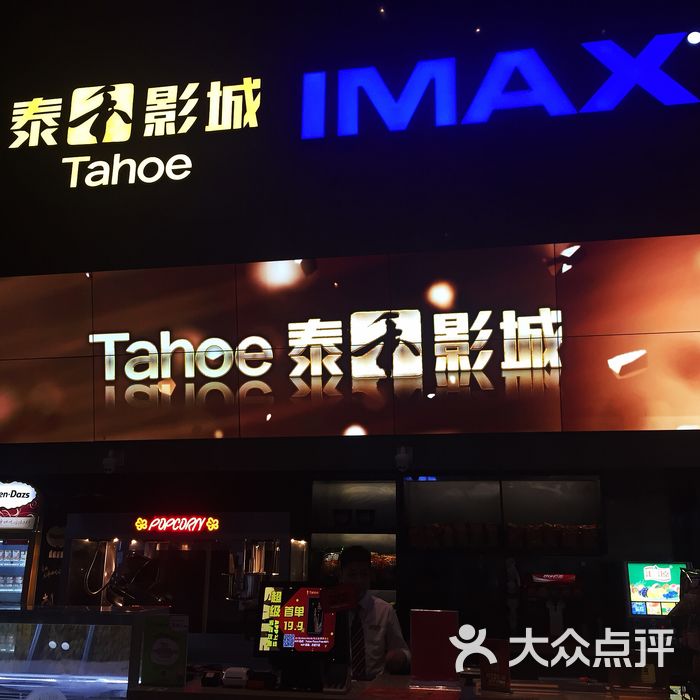 泰禾影城
Tahoe
IMAX
Tahoe 泰禾影城
en-Dazs
POPCORN
Tahoe
超级
首单
19.9
大众点评